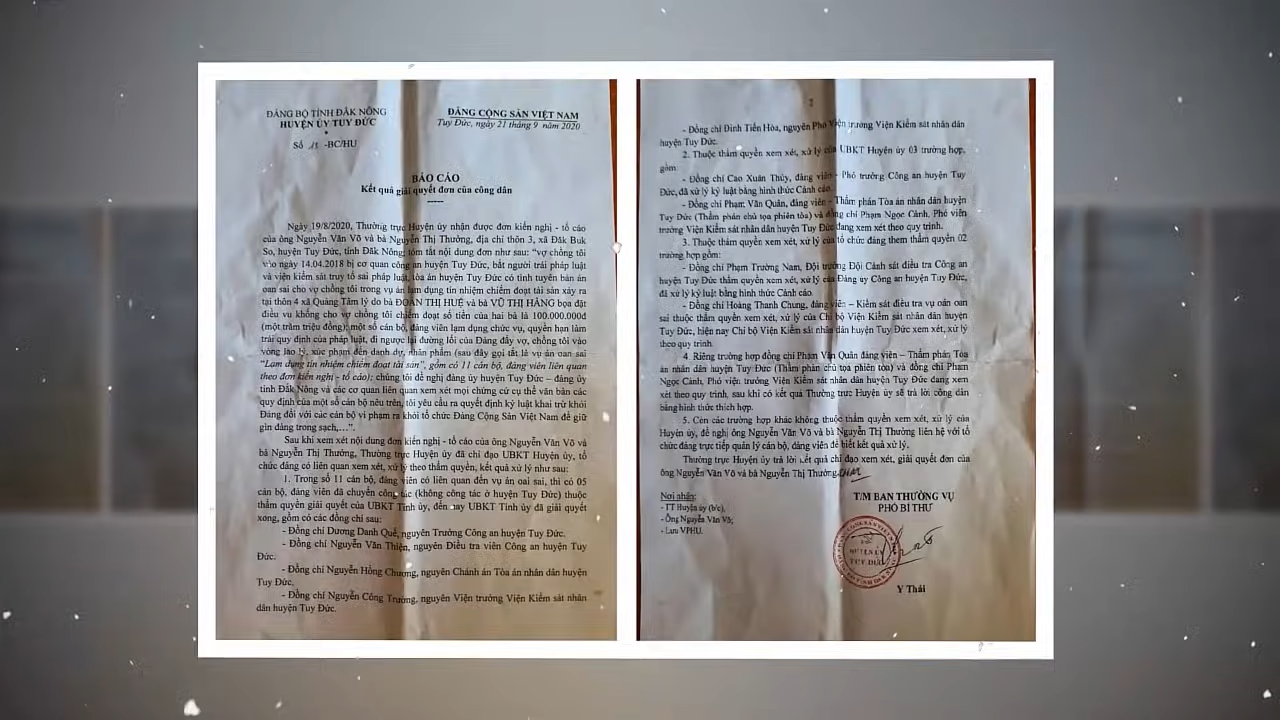 ĐẢNG BỘ TỈNH ĐĂK NÔNG
HUYỆN ỦY TUY ĐỨC
Số -BC/HU
ĐẢNG CỘNG SẢN VIỆT NAM
Tuy Đức, ngày 21 tháng 9 năm 2020
BÁO CÁO
Kết quả giải quyết đơn của công dân
Ngày 19/8/2020, Thường trực Huyện ủy nhận được đơn kiến nghị - tố cáo
của ông Nguyễn Văn Võ và bà Nguyễn Thị Thưởng, địa chỉ thôn 3, xã Đăk Buk
So, huyện Tuy Đức, tỉnh Đăk Nông; tóm tắt nội dung đơn như sau: "vợ chồng tôi
vào ngày 14.04.2018 bị cơ quan công an huyện Tuy Đức, bắt người trái pháp luật
và viện kiểm sát truy tố sai pháp luật, tòa án huyện Tuy Đức có tình tuyên bản án
oan sai cho vợ chồng tôi trong vụ án lạm dụng tín nhiệm chiếm đoạt tài sản xảy ra
tại thôn 4 xã Quảng Tâm lý do bà ĐOÀN THỊ HUỆ và bà VŨ THỊ HẰNG bọa đặt
điều vu khống cho vợ chồng tôi chiếm đoạt số tiền của hai bà là 100.000.000đ
(một trăm triệu đồng); một số cán bộ, đảng viên lạm dụng chức vụ, quyền hạn làm
trái quy định của pháp luật, đi ngược lại đường lối của Đảng đẩy vợ, chồng tôi vào
vòng lao lý, xúc phạm đến danh dự, nhân phẩm (sau đây gọi tắt là vụ án oan sai
"Lạm dụng tín nhiệm chiếm đoạt tài sản", gồm có 11 cán bộ, đảng viên liên quan
theo đơn kiến nghị - tố cáo); chúng tôi đề nghị đảng ủy huyện Tuy Đức – đảng ủy
tỉnh Đắk Nông và các cơ quan liên quan xem xét mọi chứng cứ cụ thể văn bản các
quy định của một số cán bộ nêu trên, tôi yêu cầu ra quyết định kỷ luật khai trừ khỏi
Đảng đối với các cán bộ vi phạm ra khỏi tổ chức Đảng Cộng Sản Việt Nam để giữ
gìn đảng trong sạch,...".
Sau khi xem xét nội dung đơn kiến nghị - tố cáo của ông Nguyễn Văn Võ và
bà Nguyễn Thị Thưởng, Thường trực Huyện ủy đã chỉ đạo UBKT Huyện ủy, tổ
chức đảng có liên quan xem xét, xử lý theo thẩm quyền, kết quả xử lý như sau:
1. Trong số 11 cán bộ, đảng viên có liên quan đến vụ án oai sai, thì có 05
cán bộ, đảng viên đã chuyển công tác (không công tác ở huyện Tuy Đức) thuộc
thẩm quyền giải quyết của UBKT Tỉnh ủy, đến nay UBKT Tỉnh ủy đã giải quyết
xong, gồm có các đồng chí sau:
- Đồng chí Dương Danh Quế, nguyên Trưởng Công an huyện Tuy Đức.
- Đồng chí Nguyễn Văn Thiện, nguyên Điều tra viên Công an huyện Tuy
Đức.
- Đồng chí Nguyễn Hồng Chương, nguyên Chánh án Tòa án nhân dân huyện
Tuy Đức.
- Đồng chí Nguyễn Công Trường, nguyên Viện trưởng Viện Kiểm sát nhân
dân huyện Tuy Đức.
2
- Đồng chí Đinh Tiến Hòa, nguyên Phó Viện trưởng Viện Kiểm sát nhân dân
huyện Tuy Đức.
2. Thuộc thẩm quyền xem xét, xử lý của UBKT Huyện ủy 03 trường hợp,
gồm
- Đồng chí Cao Xuân Thủy, đảng viên - Phó trưởng Công an huyện Tuy
Đức, đã xử lý kỷ luật bằng hình thức Cảnh cáo.
- Đồng chí Phạm Văn Quân, đảng viên - Thẩm phán Tòa án nhân dân huyện
Tuy Đức (Thẩm phán chủ tọa phiên tòa) và đồng chí Phạm Ngọc Cảnh, Phó viện
trưởng Viện Kiểm sát nhân dân huyện Tuy Đức đang xem xét theo quy trình.
3. Thuộc thẩm quyền xem xét, xử lý của tổ chức đảng theo thẩm quyền 02
trường hợp gồm:
- Đồng chí Phạm Trường Nam, Đội trưởng Đội Cảnh sát điều tra Công an
huyện Tuy Đức thẩm quyền xem xét, xử lý của Đảng ủy Công an huyện Tuy Đức,
đã xử lý kỷ luật bằng hình thức Cảnh cáo.
- Đồng chí Hoàng Thanh Chung, đảng viên – Kiểm sát điều tra vụ oán oan
sai thuộc thẩm quyền xem xét, xử lý của Chi bộ Viện Kiểm sát nhân dân huyện
Tuy Đức, hiện nay Chi bộ Viện Kiểm sát nhân dân huyện Tuy Đức xem xét, xử lý
theo quy trình.
4. Riêng trường hợp đồng chí Phạm Văn Quân đảng viên – Thẩm phán Tòa
án nhân dân huyện Tuy Đức (Thẩm phán chủ tọa phiên tòa) và đồng chí Phạm
Ngọc Cảnh, Phó viện trưởng Viện Kiểm sát nhân dân huyện Tuy Đức đang xem
xét theo quy trình, sau khi có kết quả Thường trực Huyện ủy sẽ trả lời công dân
bằng hình thức thích hợp.
5. Còn các trường hợp khác không thuộc thẩm quyền xem xét, xử lý của
Huyện ủy, đề nghị ông Nguyễn Văn Võ và bà Nguyễn Thị Thưởng liên hệ với tổ
chức đảng trực tiếp quản lý cán bộ, đảng viên để biết kết quả xử lý.
Thường trực Huyện ủy trả lời kết quả chỉ đạo xem xét, giải quyết đơn của
ông Nguyễn Văn Võ và bà Nguyễn Thị Thưởng.
Nơi nhận:
- TT Huyện ủy (b/c),
- Ông Nguyễn Văn Võ;
- Lưu VPHU.
T/M BAN THƯỜNG VỤ
PHÓ BÍ THƯ
HUYỆN ỦY
TUY ĐỨC
Y Thái